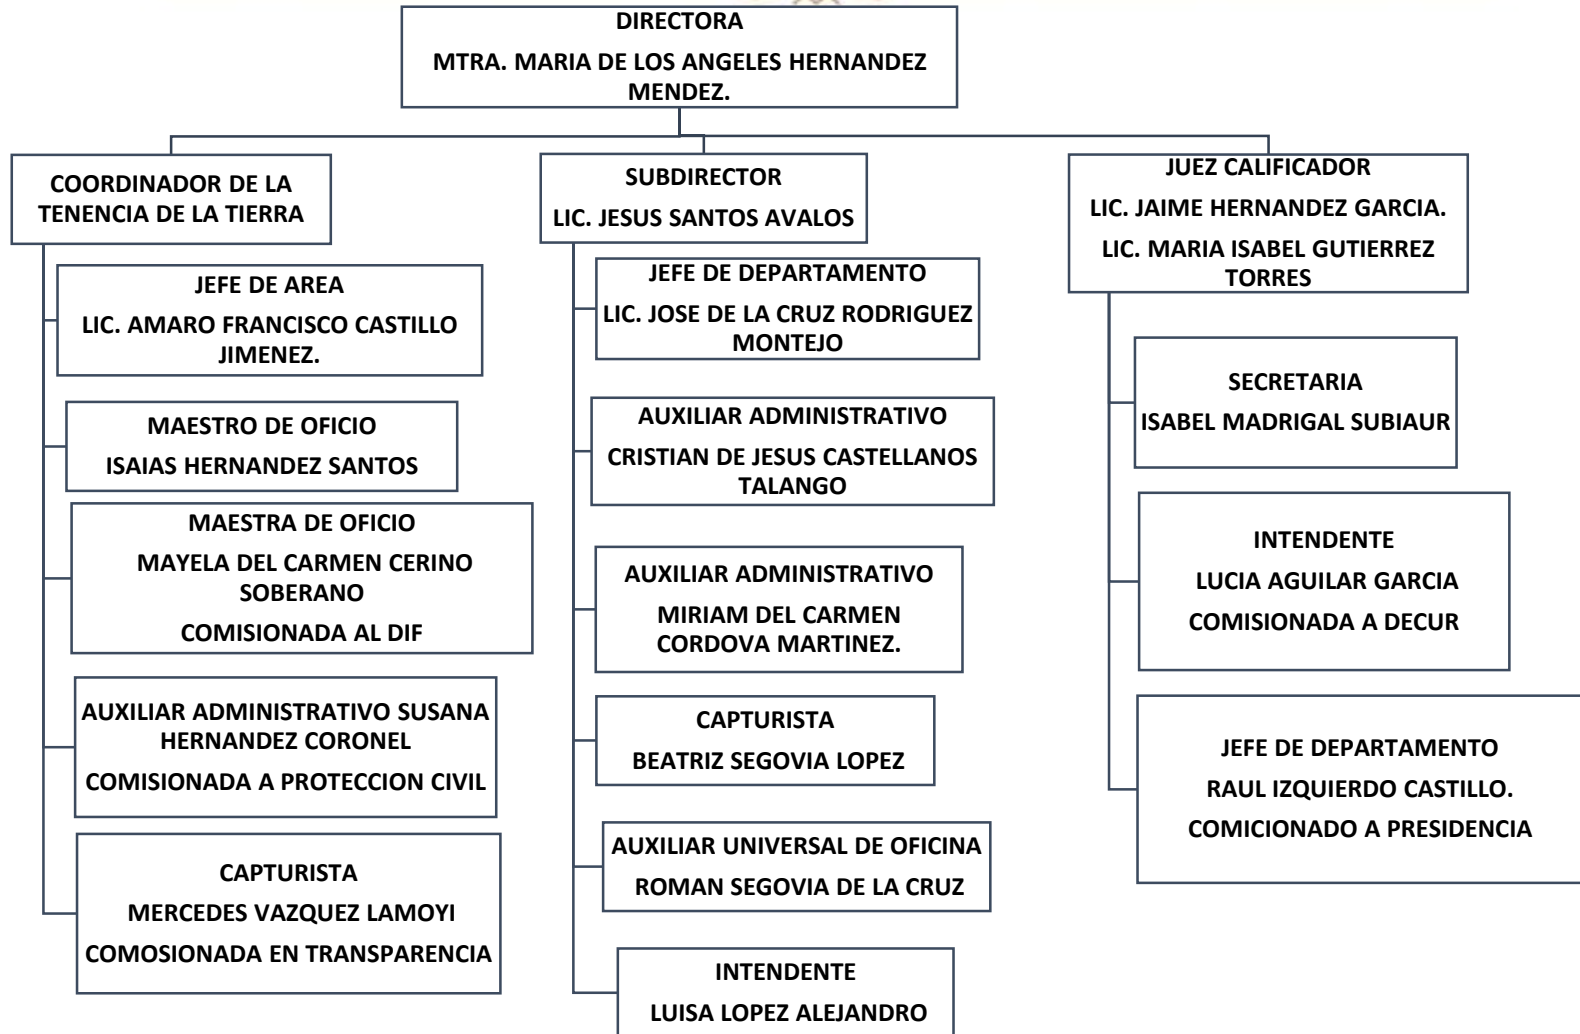 DIRECTORA
MTRA. MARIA DE LOS ANGELES HERNANDEZ
MENDEZ.
COORDINADOR DE LA
TENENCIA DE LA TIERRA
JEFE DE AREA
LIC. AMARO FRANCISCO CASTILLO
JIMENEZ.
MAESTRO DE OFICIO
ISAIAS HERNANDEZ SANTOS
MAESTRA DE OFICIO
MAYELA DEL CARMEN CERINO
SOBERANO
COMISIONADA AL DIF
AUXILIAR ADMINISTRATIVO SUSANA
HERNANDEZ CORONEL
COMISIONADA A PROTECCION CIVIL
CAPTURISTA
MERCEDES VAZQUEZ LAMOYI
COMOSIONADA EN TRANSPARENCIA
SUBDIRECTOR
LIC. JESUS SANTOS AVALOS
JEFE DE DEPARTAMENTO
LIC. JOSE DE LA CRUZ RODRIGUEZ
MONTEJO
AUXILIAR ADMINISTRATIVO
CRISTIAN DE JESUS CASTELLANOS
TALANGO
AUXILIAR ADMINISTRATIVO
MIRIAM DEL CARMEN
CORDOVA MARTINEZ.
CAPTURISTA
BEATRIZ SEGOVIA LOPEZ
AUXILIAR UNIVERSAL DE OFICINA
ROMAN SEGOVIA DE LA CRUZ
INTENDENTE
LUISA LOPEZ ALEJANDRO
JUEZ CALIFICADOR
LIC. JAIME HERNANDEZ GARCIA.
LIC. MARIA ISABEL GUTIERREZ
TORRES
SECRETARIA
ISABEL MADRIGAL SUBIAUR
INTENDENTE
LUCIA AGUILAR GARCIA
COMISIONADA A DECUR
JEFE DE DEPARTAMENTO
RAUL IZQUIERDO CASTILLO.
COMICIONADO A PRESIDENCIA